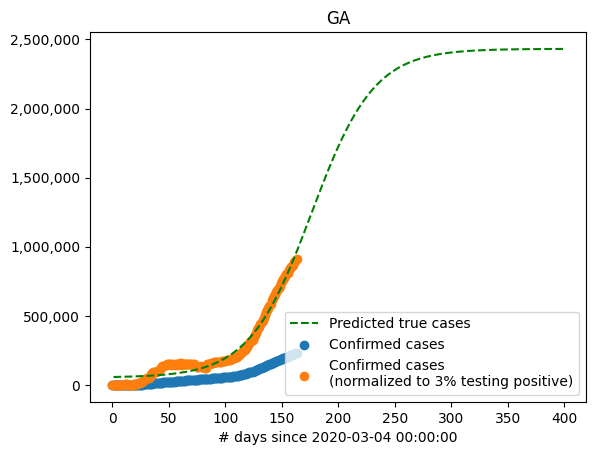 GA
2,500,000
2,000,000
1,500,000
1,000,000
500,000
0
0 50 100 150 200 250 300 350 400
# days since 2020-03-04 00:00:00
Predicted true cases
Confirmed cases
Confirmed cases
(normalized to 3% testing positive)